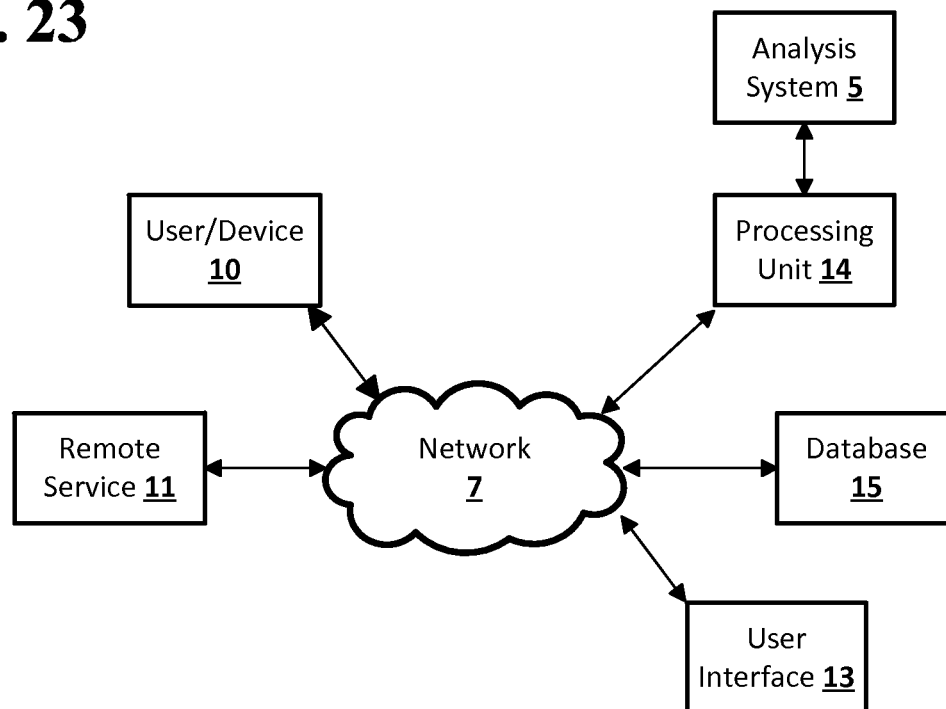 . 23
Analysis
System 5
User/Device
10
Processing
Unit 14
Remote
Service 11
Network
7
Database
15
User
Interface 13